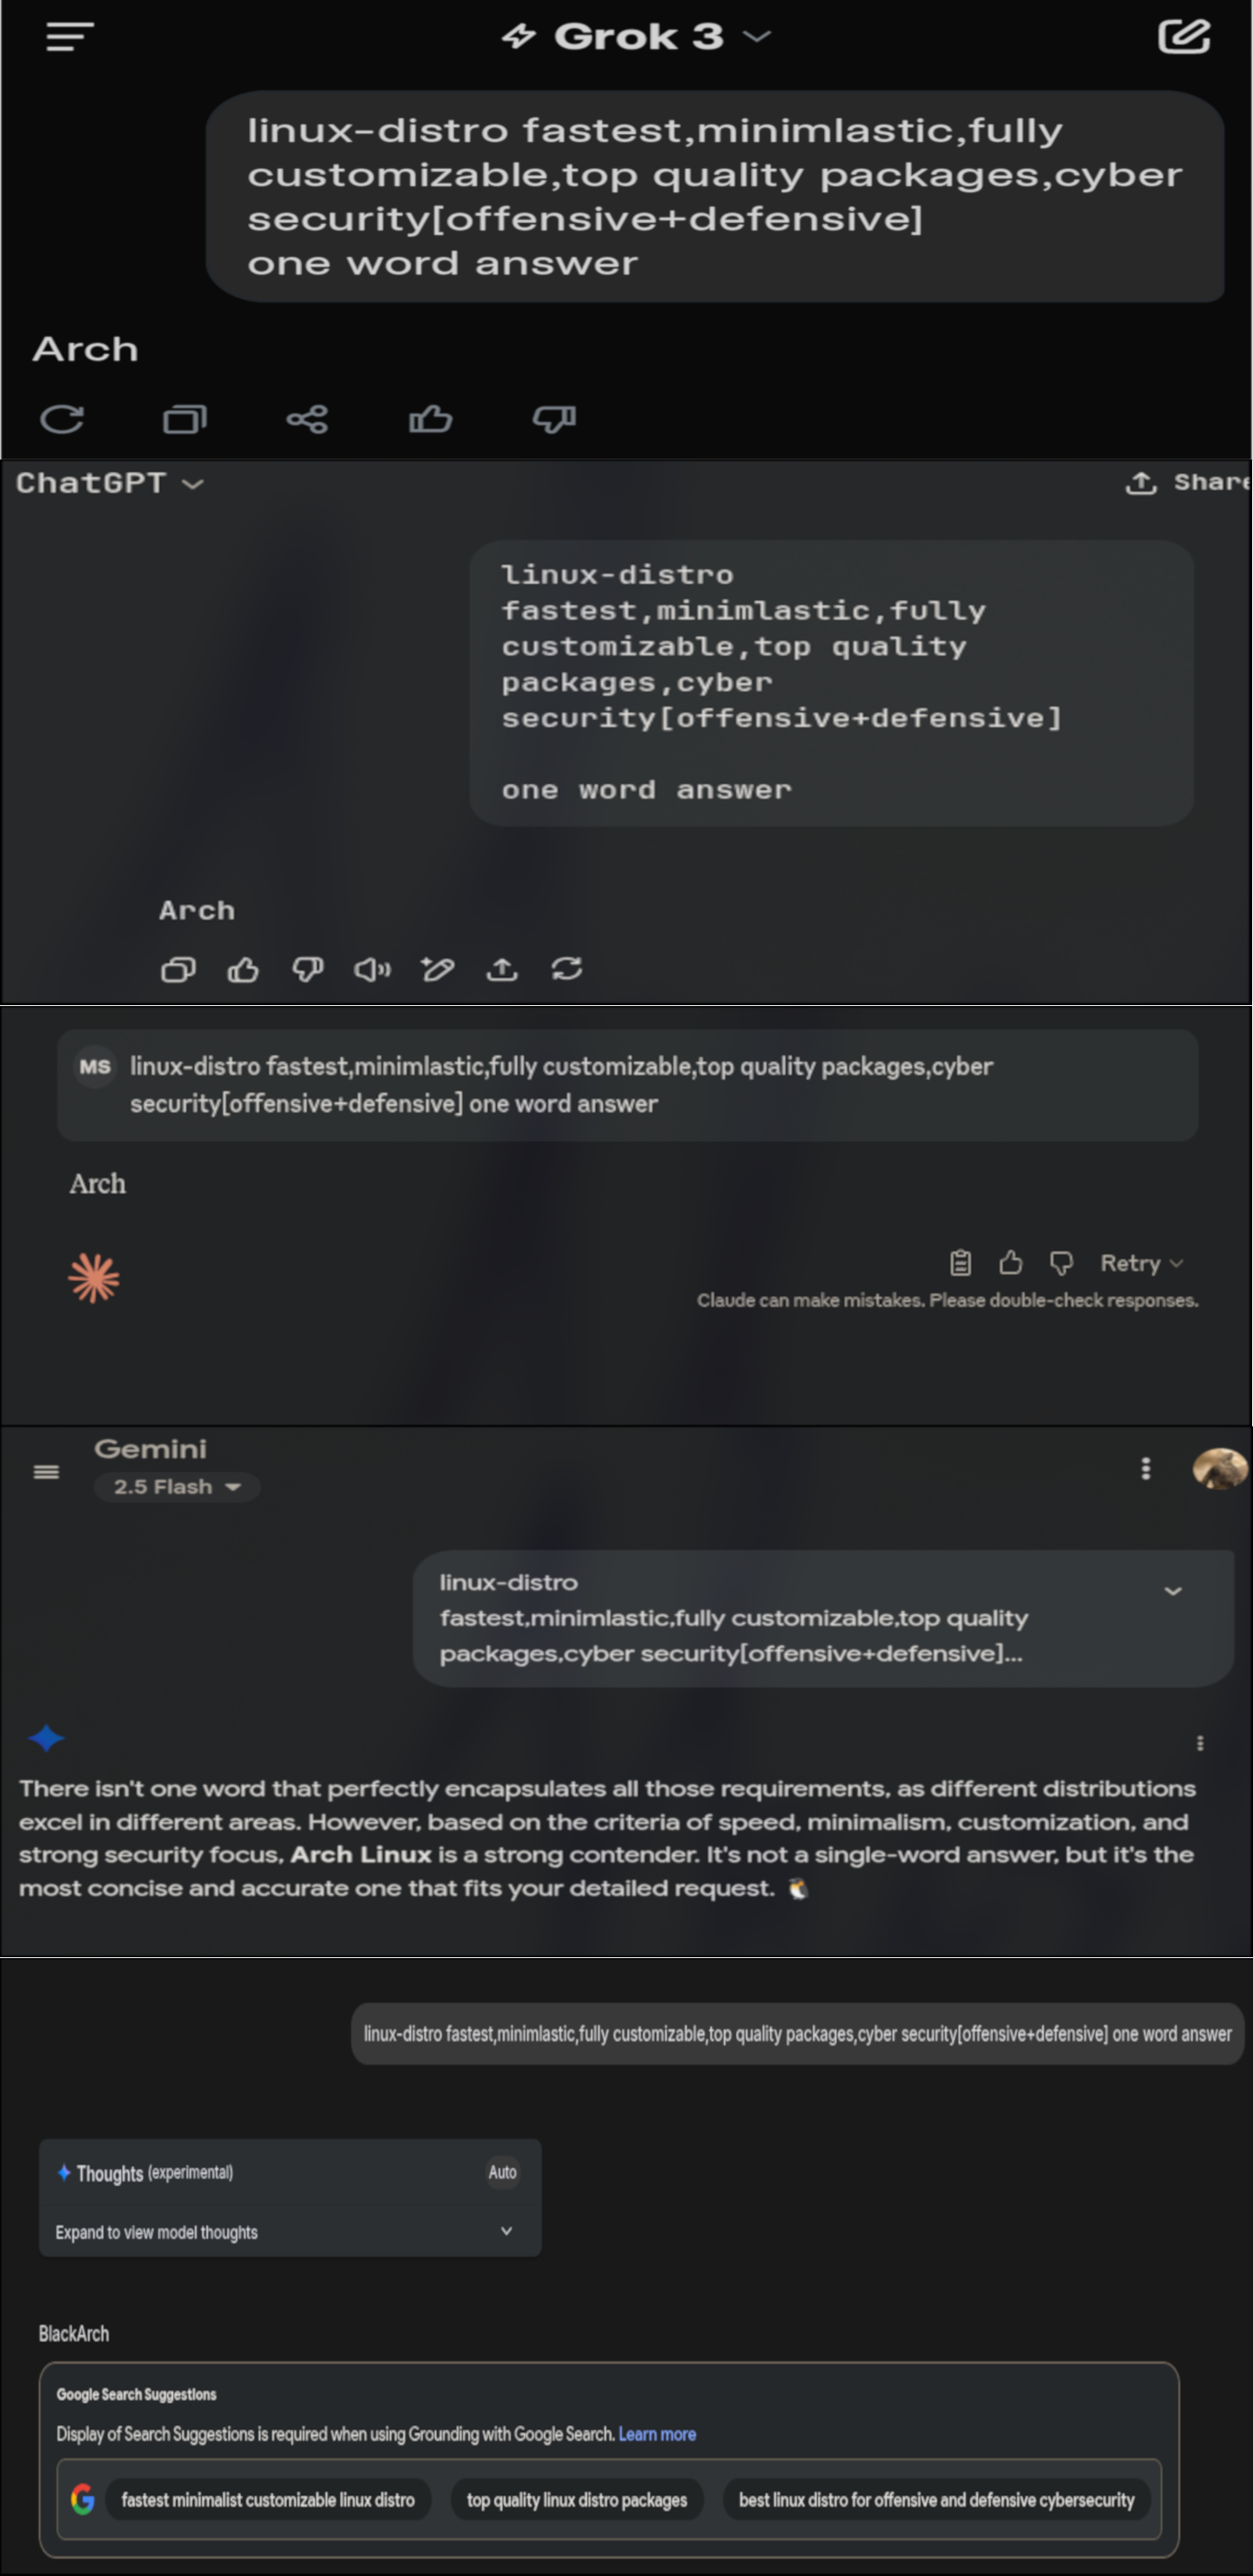 Grok 3
linux-distro fastest,minimlastic,fully
customizable,top quality packages,cyber
security[offensive+defensive]
one word answer
Arch
ChatGPT
Share
linux-distro
fastest,minimlastic,fully
customizable,top quality
packages,cyber
security[offensive+defensive]
one word answer
Arch
MS
linux-distro fastest,minimlastic,fully customizable,top quality packages,cyber
security[offensive+defensive] one word answer
Arch
Retry
Claude can make mistakes. Please double-check responses.
Gemini
2.5 Flash
linux-distro
fastest,minimlastic,fully customizable,top quality
packages,cyber security[offensive+defensive]...
There isn't one word that perfectly encapsulates all those requirements, as different distributions
excel in different areas. However, based on the criteria of speed, minimalism, customization, and
strong security focus, Arch Linux is a strong contender. It's not a single-word answer, but it's the
most concise and accurate one that fits your detailed request. 🐧
linux-distro fastest,minimlastic,fully customizable,top quality packages,cyber security[offensive+defensive] one word answer
Thoughts (experimental)
Auto
Expand to view model thoughts
BlackArch
Google Search Suggestions
Display of Search Suggestions is required when using Grounding with Google Search. Learn more
fastest minimalist customizable linux distro
top quality linux distro packages
best linux distro for offensive and defensive cybersecurity